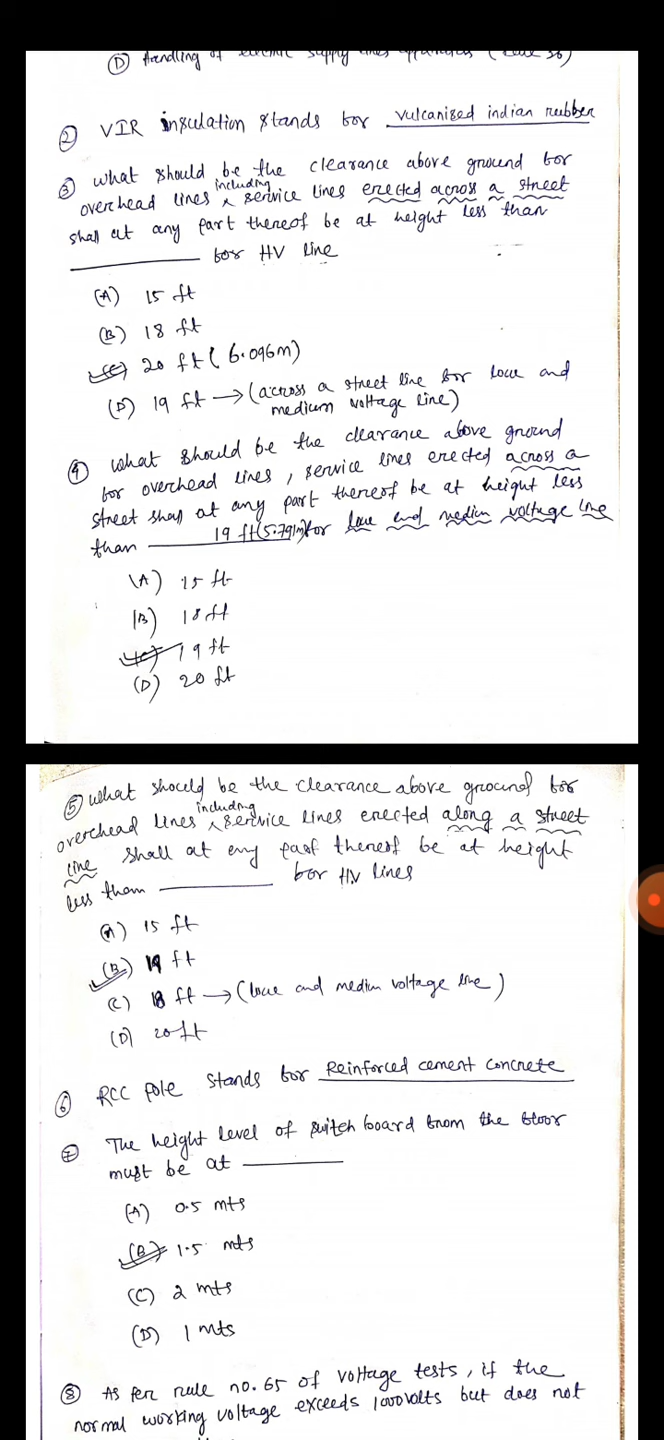 (D) Handling of electric supply lines apparatus (Rule 36)
② VIR insulation stands for vulcanized indian rubber
③ what should be the clearance above ground for
overhead lines including service lines erected across a street
shall at any part thereof be at height less than
____________ for HV line
(A) 15 ft
(B) 18 ft
(C) 20 ft (6.096m)
(D) 19 ft → (across a street line for low and
medium voltage line)
④ what should be the clearance above ground
for overhead lines, service lines erected across a
street shall at any part thereof be at height less
than 19 ft(5.791m) for low and medium voltage line
(A) 15 ft
(B) 18 ft
(C) 19 ft
(D) 20 ft
⑤ what should be the clearance above ground for
overhead lines including service lines erected along a street
line shall at any part thereof be at height
less than ____________ for HV lines
(A) 15 ft
(B) 19 ft
(C) 18 ft → (low and medium voltage line)
(D) 20 ft
⑥ RCC pole stands for Reinforced cement concrete
⑦ The height level of switch board from the floor
must be at ____________
(A) 0.5 mts
(B) 1.5 mts
(C) 2 mts
(D) 1 mts
⑧ As per rule no. 65 of voltage tests, if the
normal working voltage exceeds 1000 volts but does not